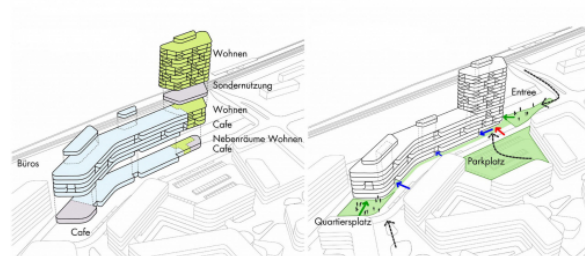 Wohnen
Sondernutzung
Wohnen
Cafe
Nebenräume Wohnen
Cafe
Büros
Cafe
Entree
Parkplatz
Quartiersplatz